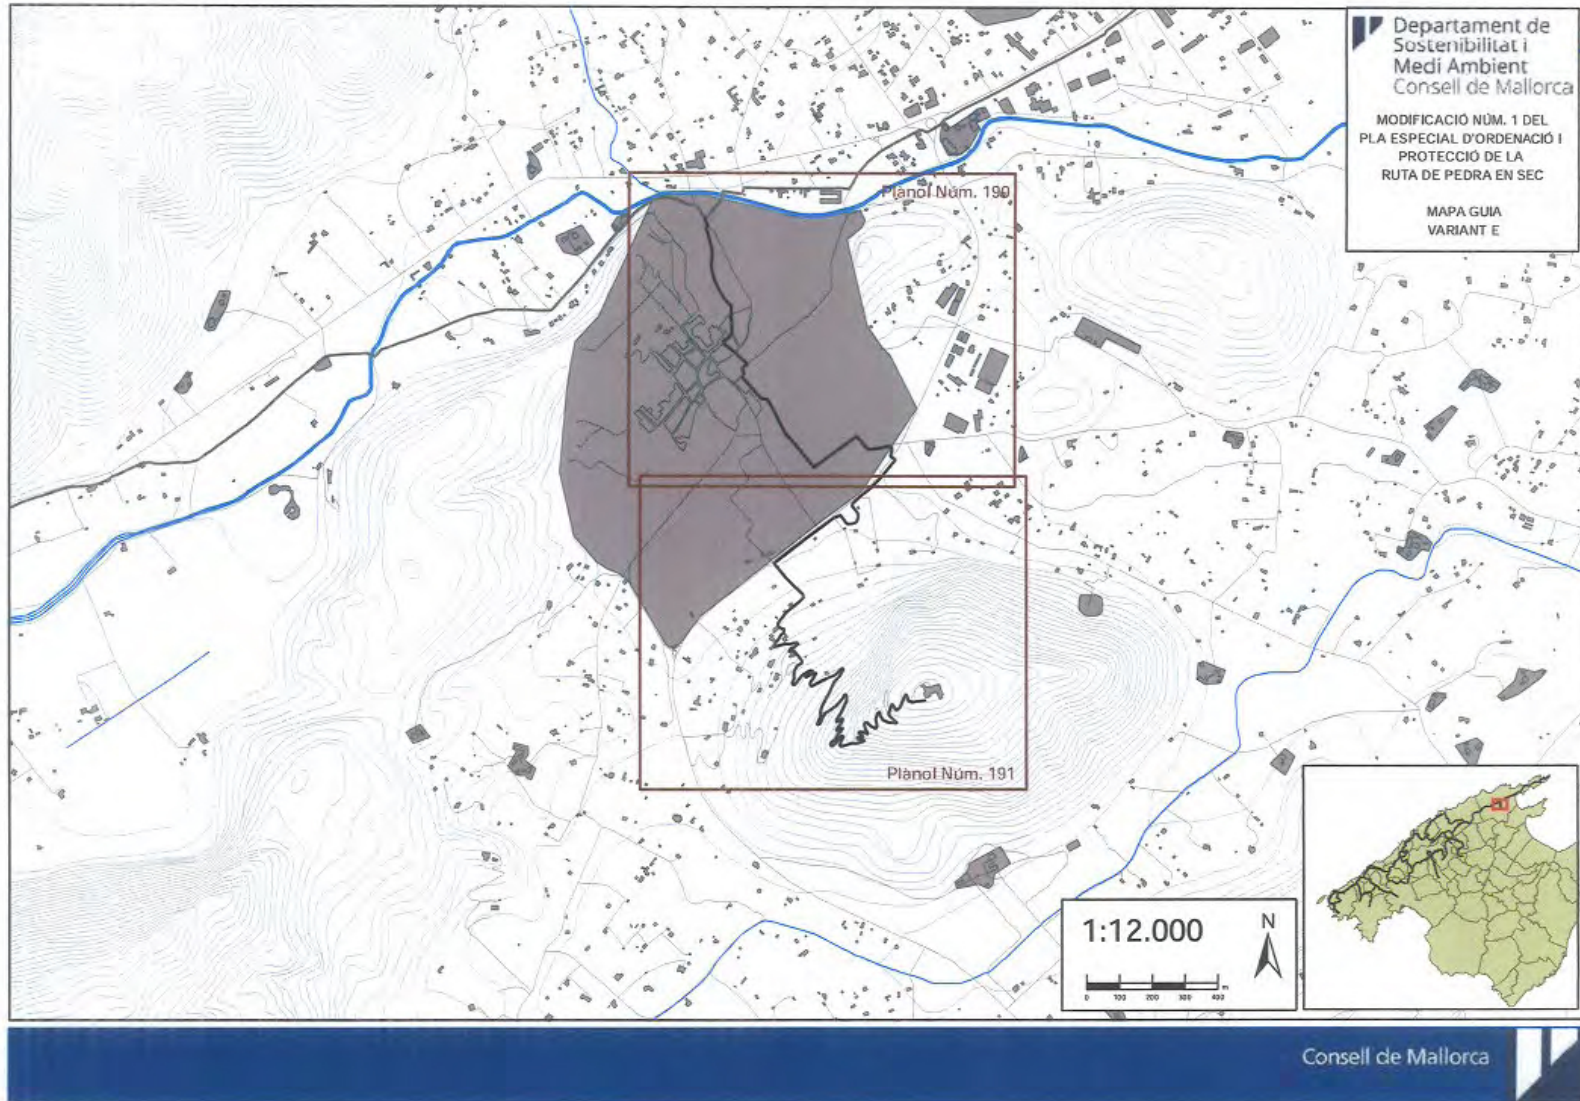 Departament de
Sostenibilitat i
Medi Ambient
Consell de Mallorca
MODIFICACIÓ NÚM. 1 DEL
PLA ESPECIAL D'ORDENACIÓ I
PROTECCIÓ DE LA
RUTA DE PEDRA EN SEC
MAPA GUIA
VARIANT E
Plànol Núm. 190
Plànol Núm. 191
1:12.000
N
0 100 200 300 400 m
Consell de Mallorca